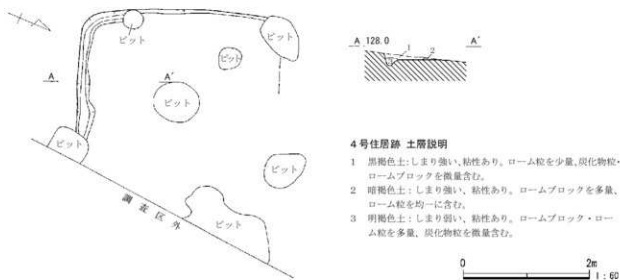 ピット
ピット
ピット
A
A´
ピット
ピット
ピット
ピット
調査区外
A 128.0
1
2
A´
4号住居跡 土層説明
1 黒褐色土:しまり強い、粘性あり。ローム粒を少量、炭化物粒・
ロームブロックを微量含む。
2 暗褐色土:しまり強い、粘性あり。ロームブロックを多量、
ローム粒を均一に含む。
3 明褐色土:しまり弱い、粘性あり。ロームブロック・ロー
ム粒を多量、炭化物粒を微量含む。
0
2m
1:60